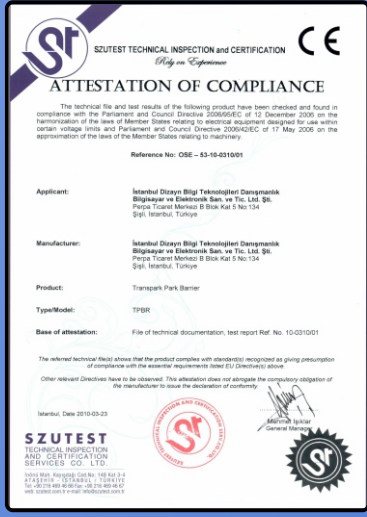 SZUTEST TECHNICAL INSPECTION and CERTIFICATION
Rely on Experience
CE
ATTESTATION OF COMPLIANCE
The technical file and test results of the following product have been checked and found in
compliance with the Parliament and Council Directive 2006/95/EC of 12 December 2006 on the
harmonization of the laws of Member States relating to electrical equipment designed for use within
certain voltage limits and Parliament and Council Directive 2006/42/EC of 17 May 2006 on the
approximation of the laws of the Member States relating to machinery.
Reference No: OSE – 53-10-0310/01
Applicant:
İstanbul Dizayn Bilgi Teknolojileri Danışmanlık
Bilgisayar ve Elektronik San. ve Tic. Ltd. Şti.
Perpa Ticaret Merkezi B Blok Kat 5 No:134
Şişli, İstanbul, Türkiye
Manufacturer:
İstanbul Dizayn Bilgi Teknolojileri Danışmanlık
Bilgisayar ve Elektronik San. ve Tic. Ltd. Şti.
Perpa Ticaret Merkezi B Blok Kat 5 No:134
Şişli, İstanbul, Türkiye
Product: Transpark Park Barrier
Type/Model: TPBR
Base of attestation: File of technical documentation, test report Ref. No. 10-0310/01
The referred technical file(s) shows that the product complies with standard(s) recognized as giving presumption
of compliance with the essential requirements listed EU Directive(s) above.
Other relevant Directives have to be observed. This attestation does not abrogate the compulsory obligation of
the manufacturer to issue the declaration of conformity.
İstanbul, Date 2010-03-23
Mehmet Işıklar
General Manager
SZUTEST
TECHNICAL INSPECTION
AND CERTIFICATION
SERVICES CO. LTD.
ATAŞEHİR - İSTANBUL / TÜRKİYE